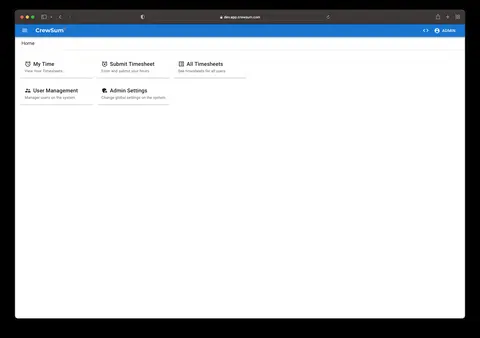 dev.app.crewsum.com
CrewSum
ADMIN
Home
My Time
Submit Timesheet
All Timesheets
View Your Timesheets.
Enter and submit your hours.
See timesheets for all users.
User Management
Admin Settings
Manage users on the system.
Change global settings on the system.